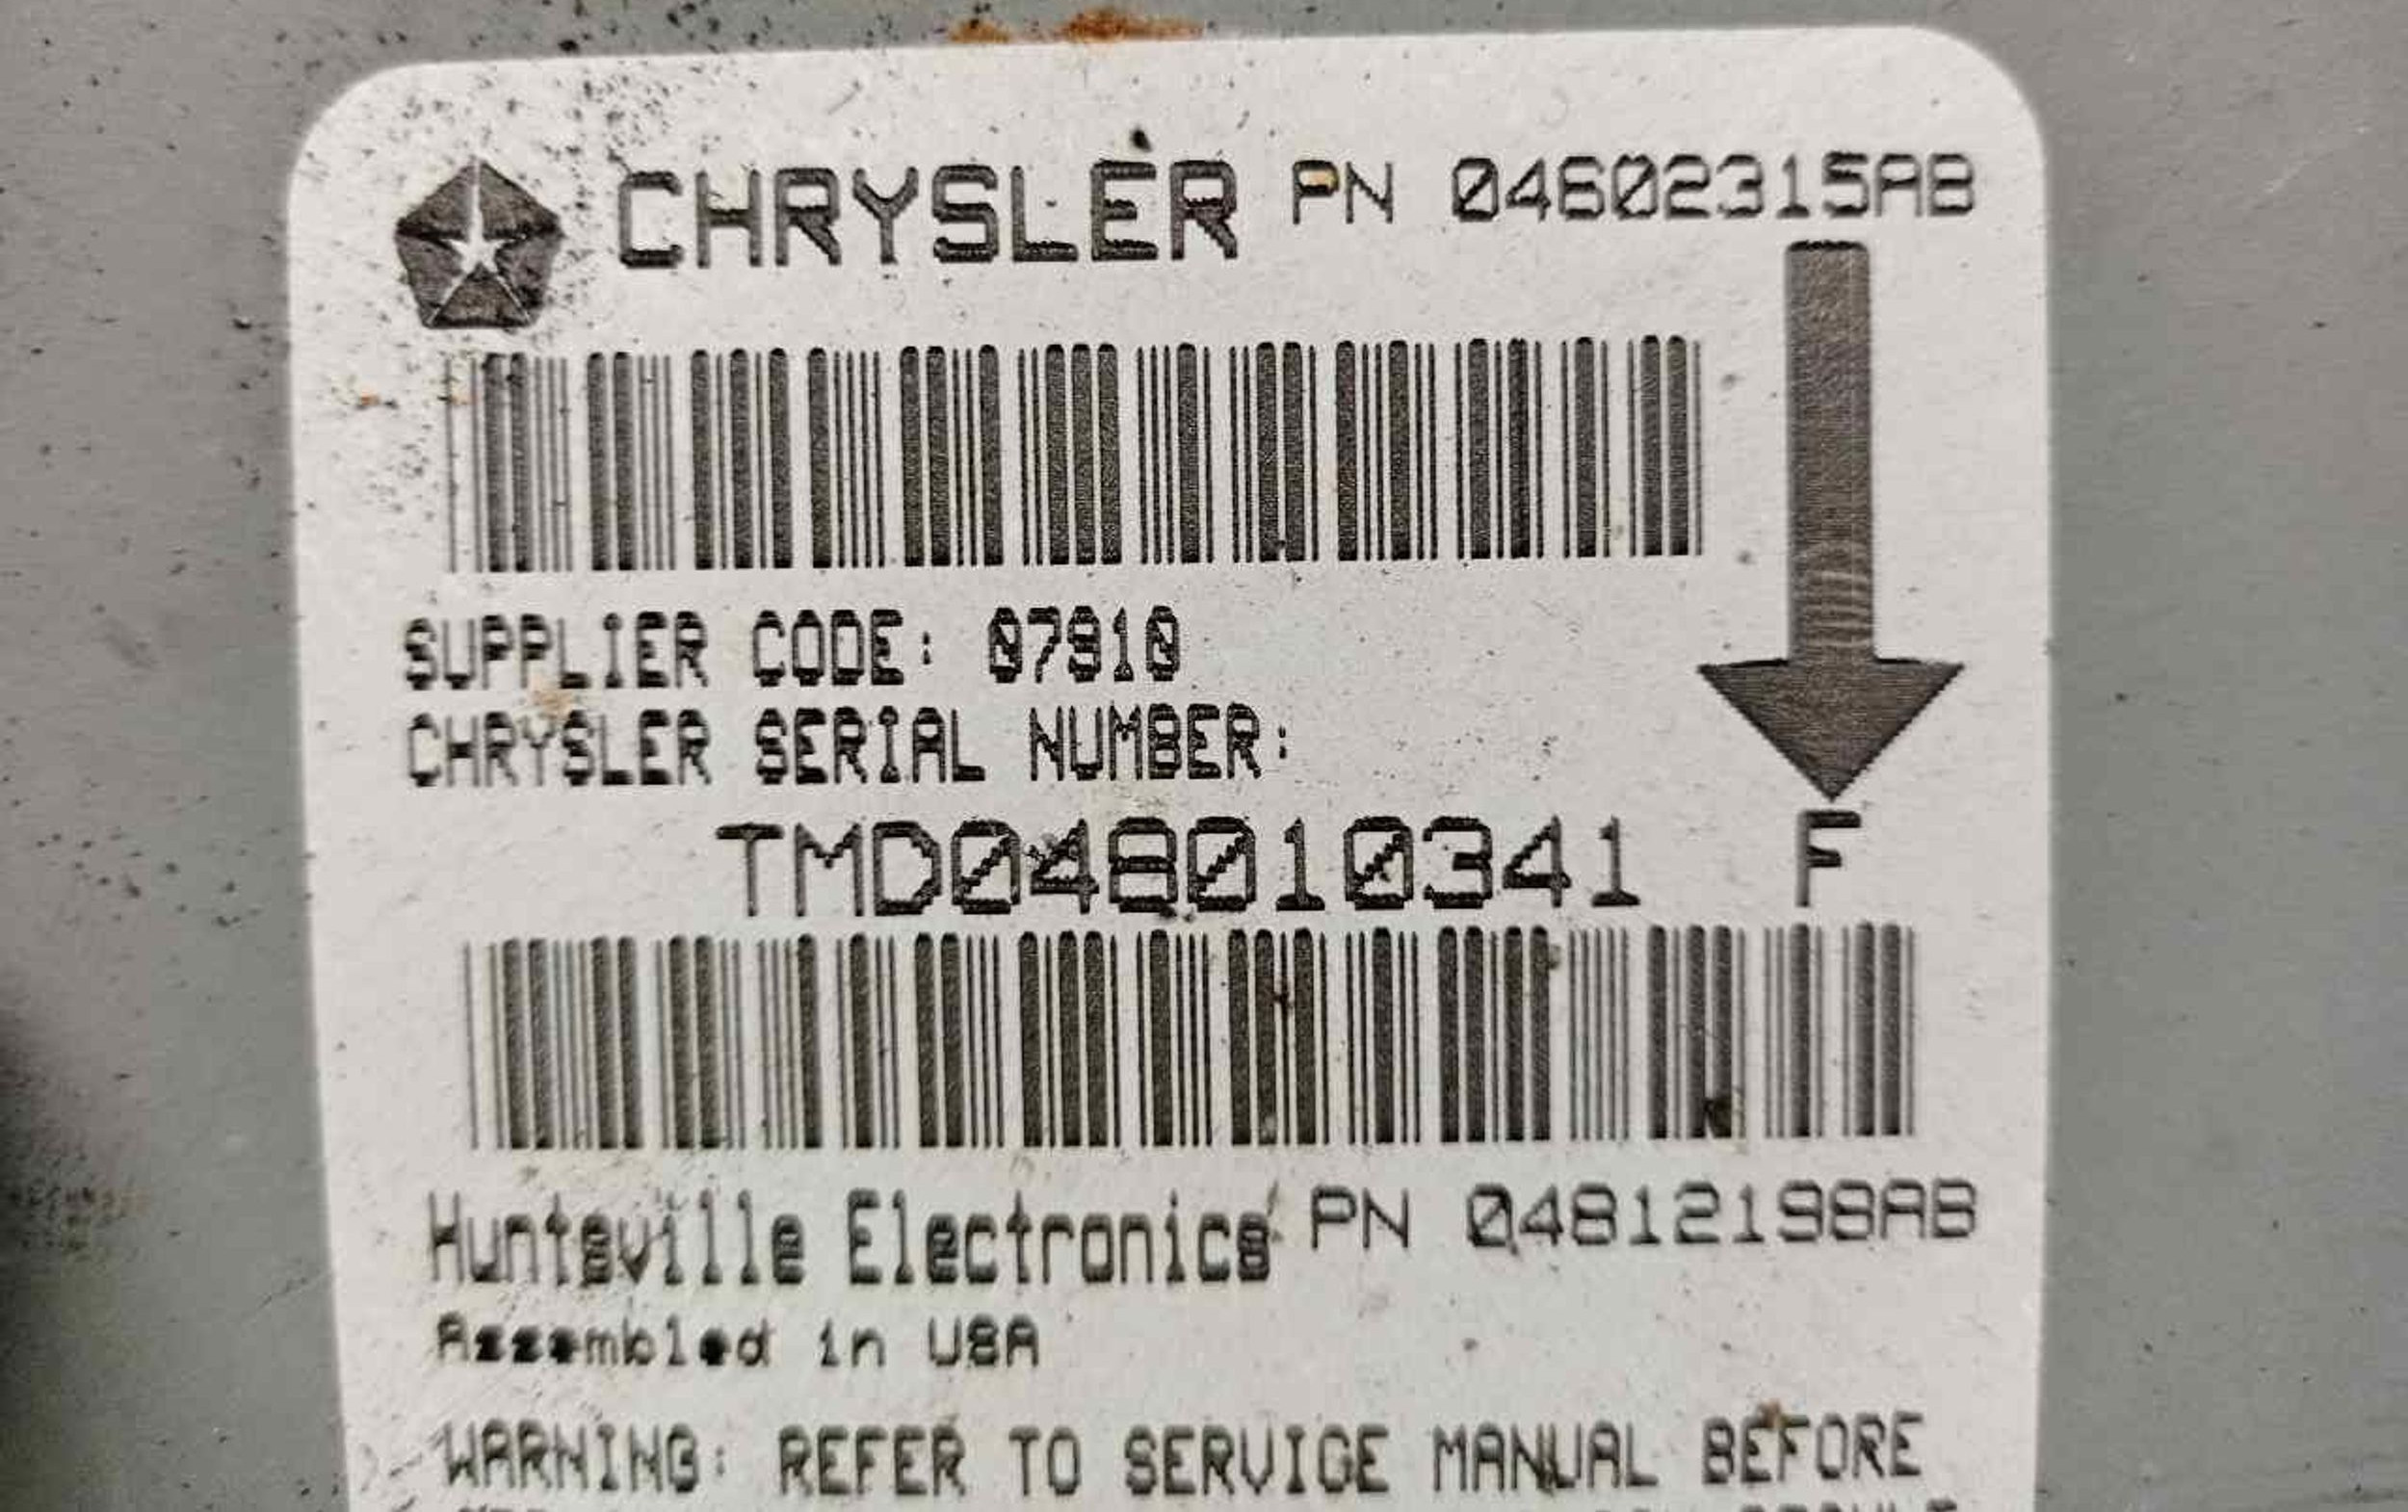 CHRYSLER PN 04602315AB
SUPPLIER CODE: 07910
CHRYSLER SERIAL NUMBER:
TMD048010341 F
Huntsville Electronics PN 04812198AB
Assembled in USA
WARNING: REFER TO SERVICE MANUAL BEFORE